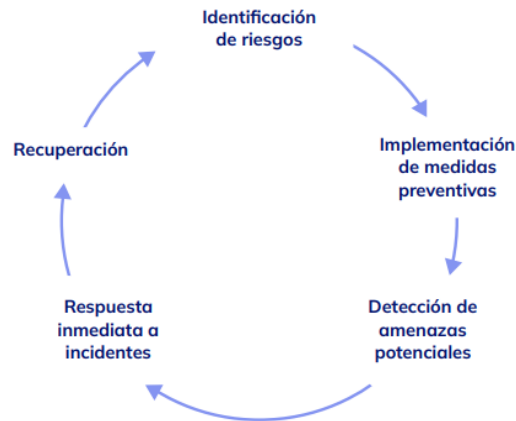 Identificación
de riesgos
Implementación
de medidas
preventivas
Detección de
amenazas
potenciales
Respuesta
inmediata a
incidentes
Recuperación